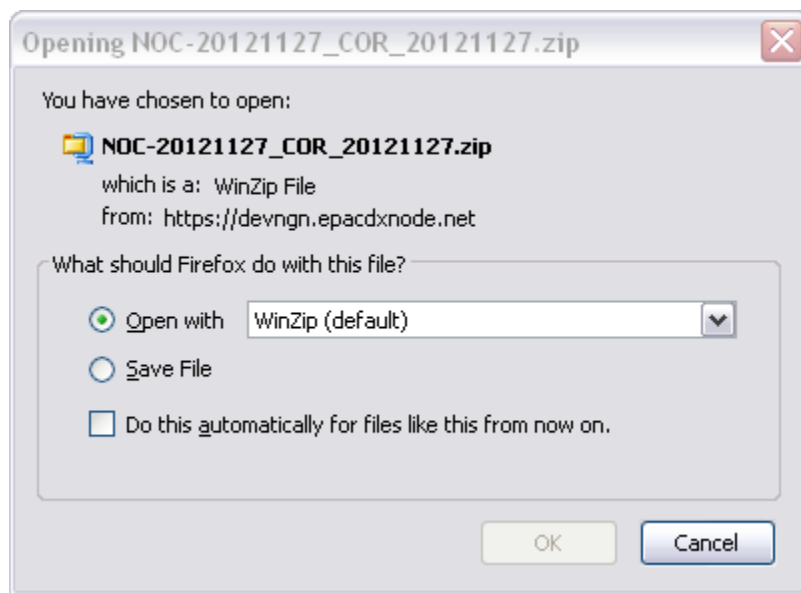 Opening NOC-20121127_COR_20121127.zip
You have chosen to open:
NOC-20121127_COR_20121127.zip
which is a: WinZip File
from: https://devngn.epacdxnode.net
What should Firefox do with this file?
Open with WinZip (default)
Save File
Do this automatically for files like this from now on.
OK Cancel